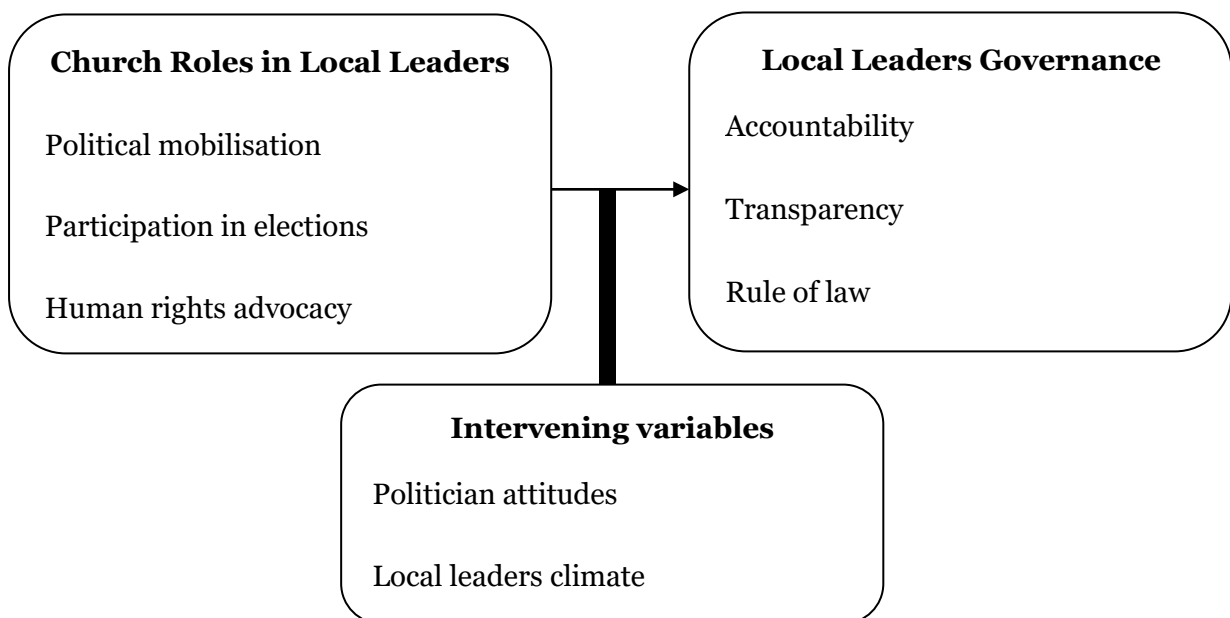 Church Roles in Local Leaders
Political mobilisation
Participation in elections
Human rights advocacy
Local Leaders Governance
Accountability
Transparency
Rule of law
Intervening variables
Politician attitudes
Local leaders climate